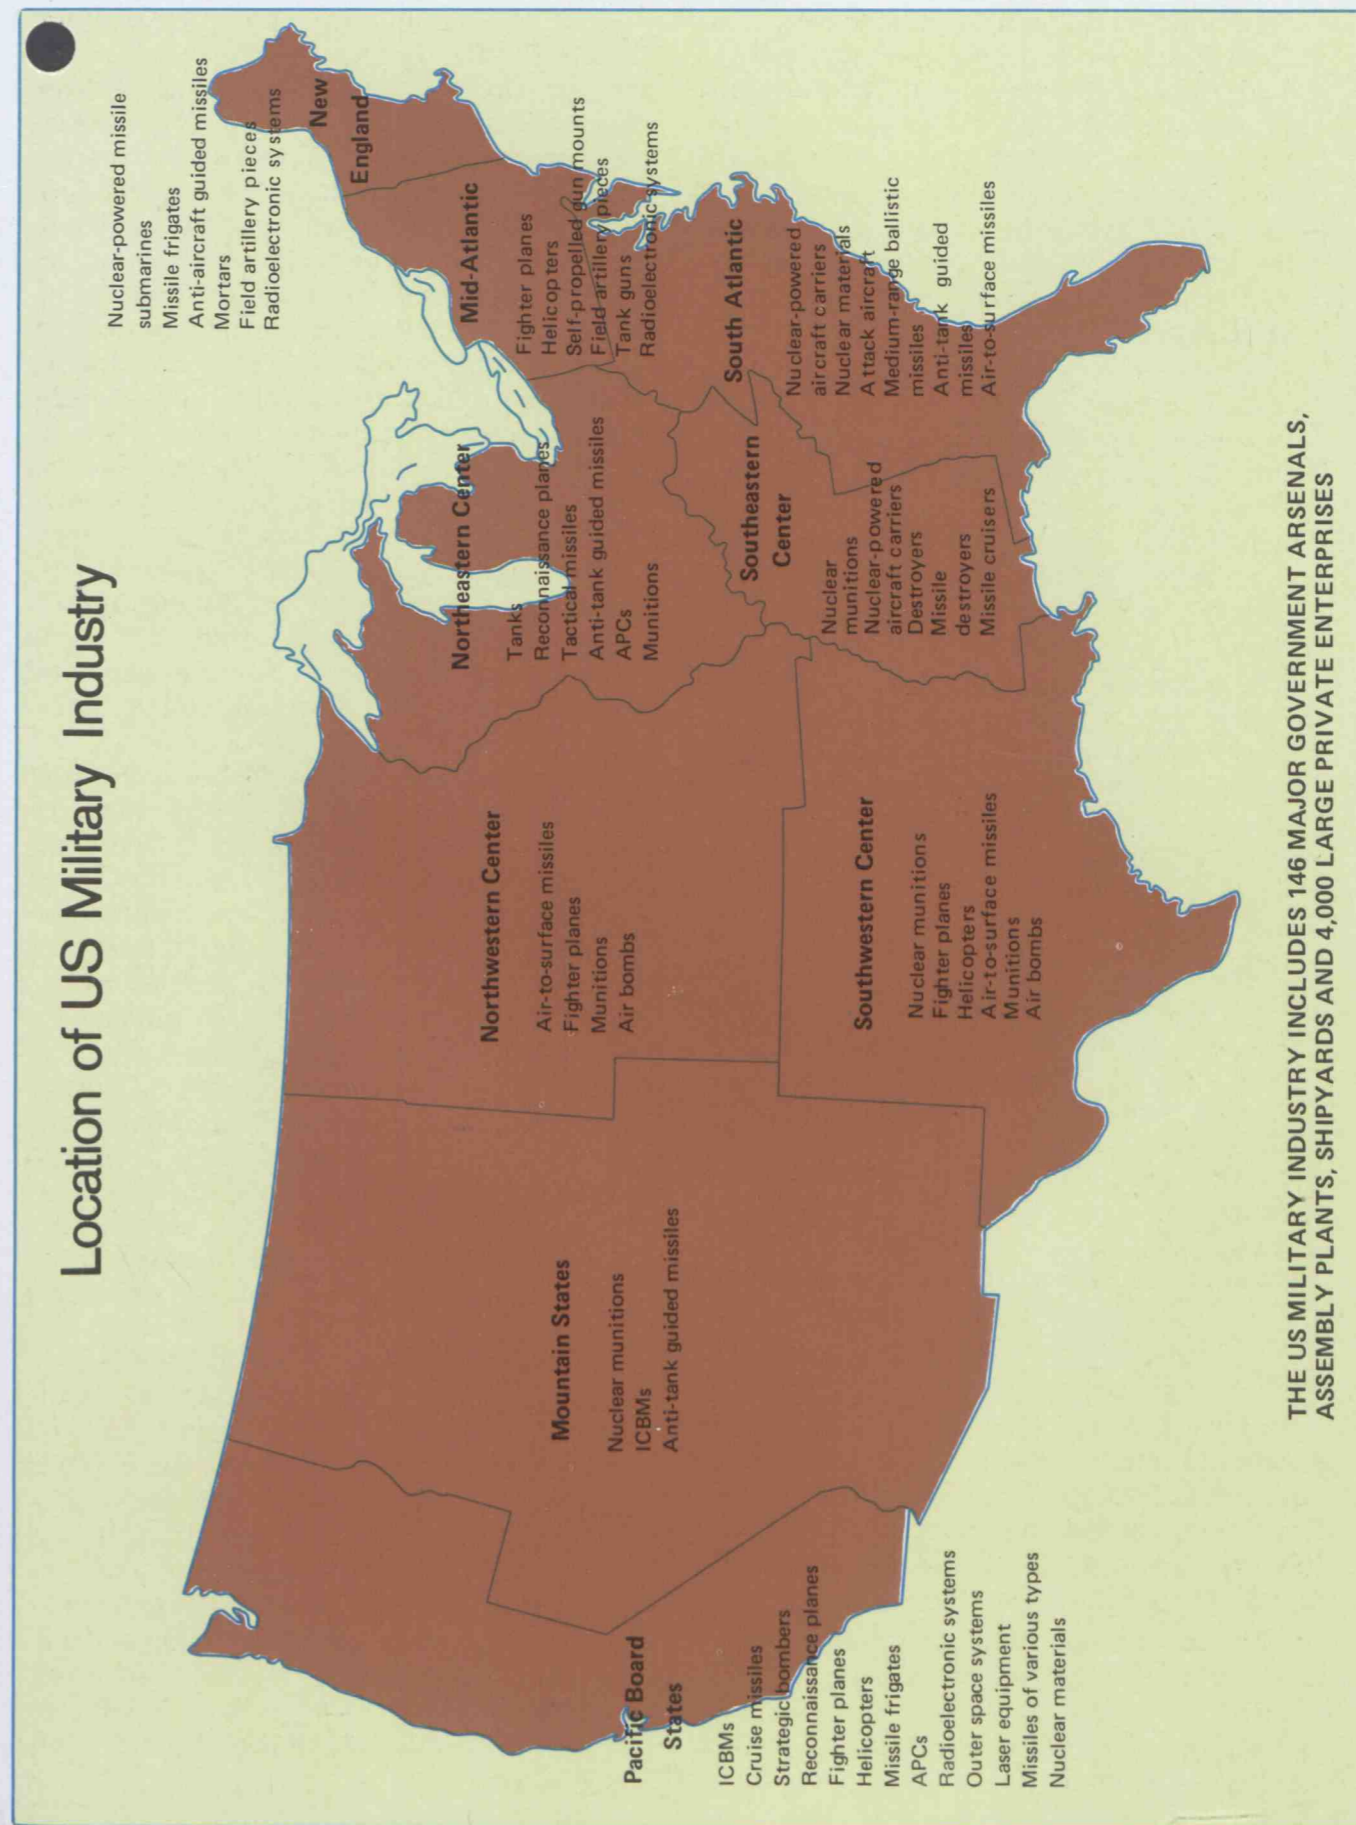 Location of US Military Industry
Nuclear-powered missile
submarines
Missile frigates
Anti-aircraft guided missiles
Mortars
Field artillery pieces
Radioelectronic systems
New
England
Mid-Atlantic
Fighter planes
Helicopters
Self-propelled gun mounts
Field artillery pieces
Tank guns
Radioelectronic systems
Northeastern Center
Tanks
Reconnaissance planes
Tactical missiles
Anti-tank guided missiles
APCs
Munitions
South Atlantic
Nuclear-powered
aircraft carriers
Nuclear materials
Attack aircraft
Medium-range ballistic
missiles
Anti-tank guided
missiles
Air-to-surface missiles
Southeastern
Center
Nuclear
munitions
Nuclear-powered
aircraft carriers
Destroyers
Missile
destroyers
Missile cruisers
Northwestern Center
Air-to-surface missiles
Fighter planes
Munitions
Air bombs
Southwestern Center
Nuclear munitions
Fighter planes
Helicopters
Air-to-surface missiles
Munitions
Air bombs
Mountain States
Nuclear munitions
ICBMs
Anti-tank guided missiles
Pacific Board
States
ICBMs
Cruise missiles
Strategic bombers
Reconnaissance planes
Fighter planes
Helicopters
Missile frigates
APCs
Radioelectronic systems
Outer space systems
Laser equipment
Missiles of various types
Nuclear materials
THE US MILITARY INDUSTRY INCLUDES 146 MAJOR GOVERNMENT ARSENALS,
ASSEMBLY PLANTS, SHIPYARDS AND 4,000 LARGE PRIVATE ENTERPRISES